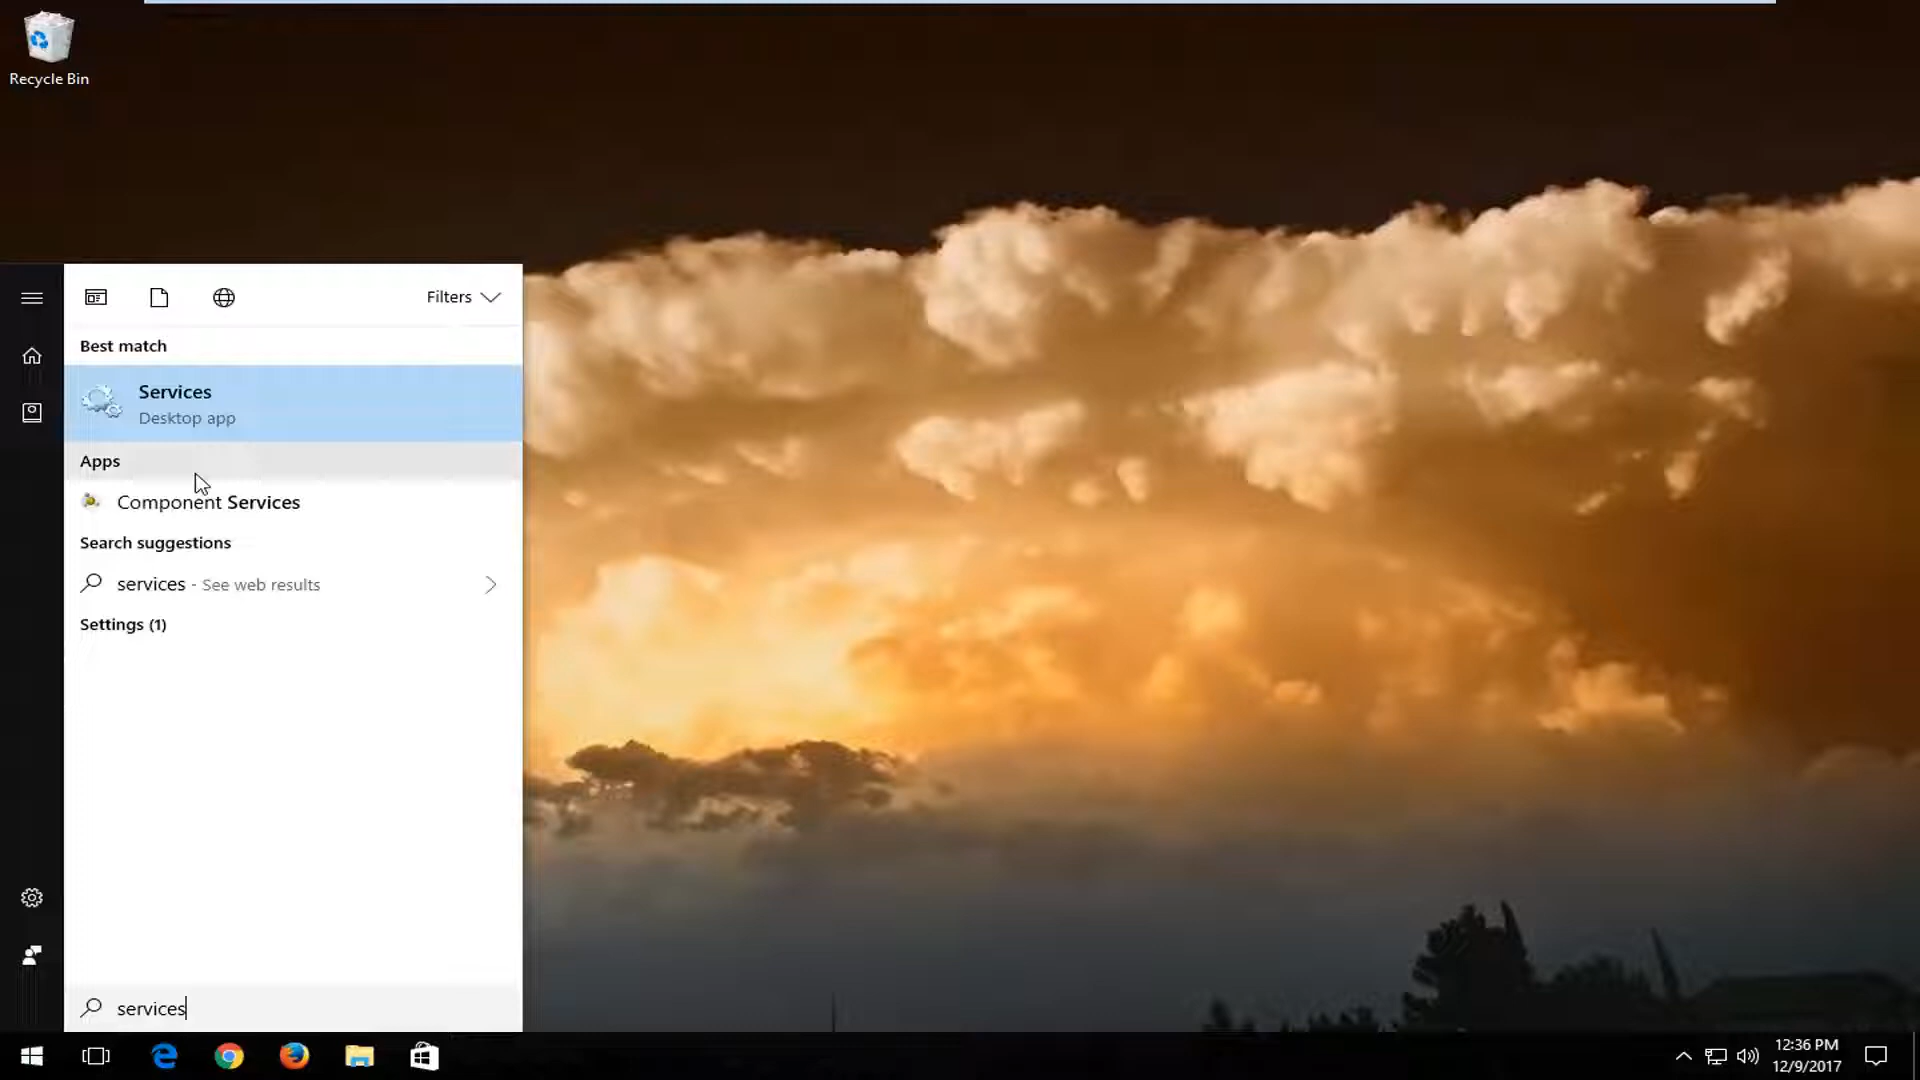 Recycle Bin
Filters
Best match
Services
Desktop app
Apps
Component Services
Search suggestions
services - See web results
Settings (1)
services
12:36 PM
12/9/2017